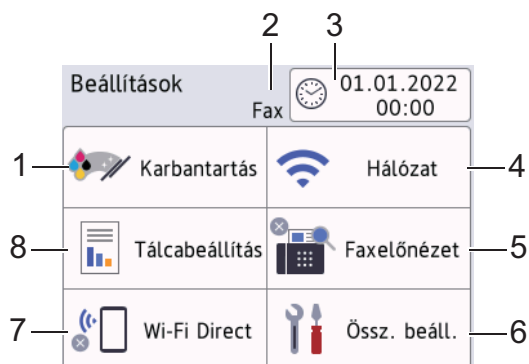 2 3
Beállítások
Fax
01.01.2022
00:00
1 Karbantartás Hálózat 4
8 Tálcabeállítás Faxelőnézet 5
7 Wi-Fi Direct Össz. beáll. 6